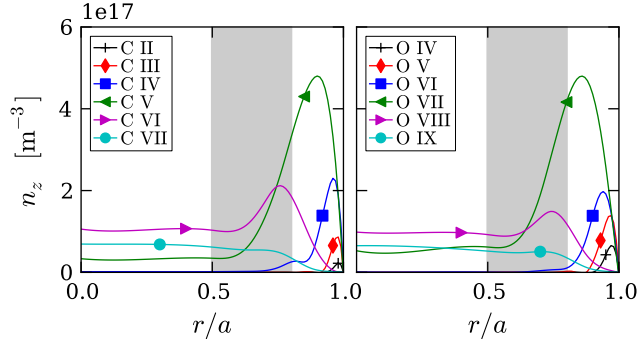 1e17
6
4
2
0
n_z [m^{-3}]
C II
C III
C IV
C V
C VI
C VII
0.0
0.5
1.0
r/a
O IV
O V
O VI
O VII
O VIII
O IX
0.5
1.0
r/a